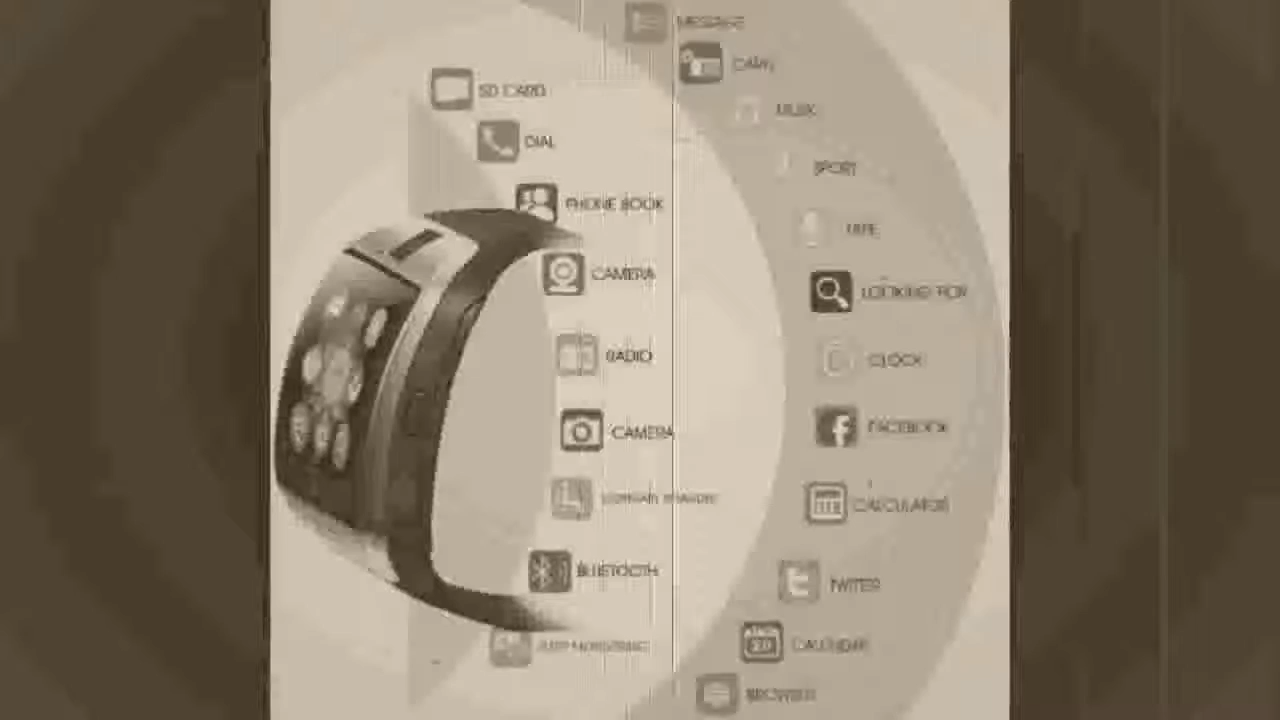 MESSAGE
SD CARD
DIAL
PHONE BOOK
CAMERA
RADIO
CAMERA
BLUETOOTH
MUSIC
SPORT
LOOKING FOR
CLOCK
FACEBOOK
CALCULATOR
TWITER
CALENDAR
BROWSER